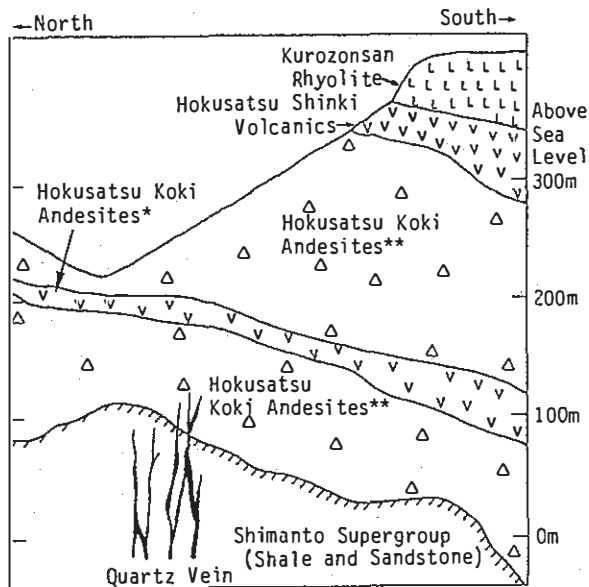 ←North
South→
Kurozonsan
Rhyolite
Hokusatsu Shinki
Volcanics
Above
Sea
Level
300m
Hokusatsu Koki
Andesites*
Hokusatsu Koki
Andesites**
200m
Hokusatsu
Koki Andesites**
100m
0m
Shimanto Supergroup
(Shale and Sandstone)
Quartz Vein